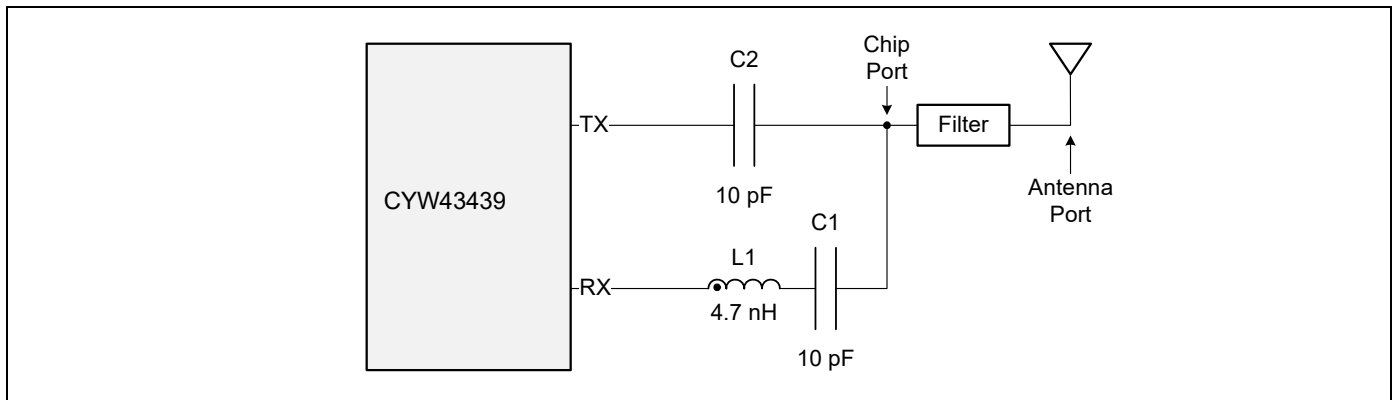 C2
Chip
Port
TX
Filter
10 pF
Antenna
Port
CYW43439
C1
L1
RX
4.7 nH
10 pF